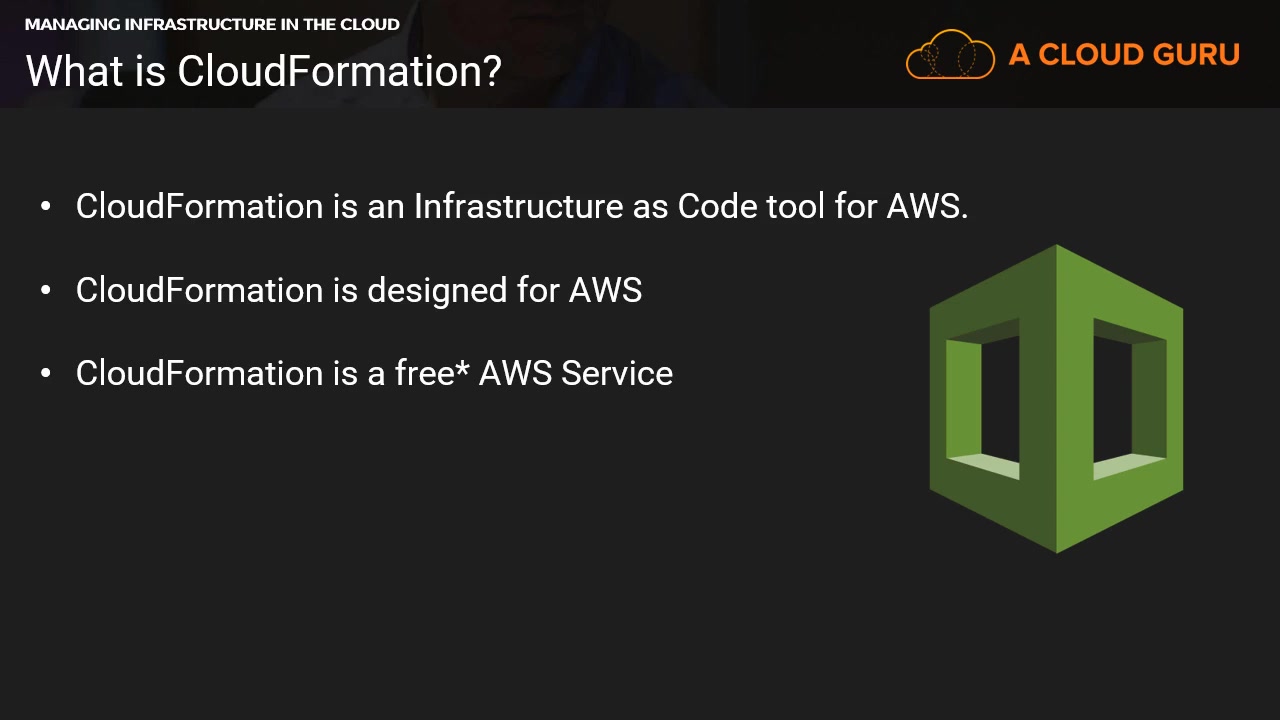 MANAGING INFRASTRUCTURE IN THE CLOUD
What is CloudFormation?
A CLOUD GURU
• CloudFormation is an Infrastructure as Code tool for AWS.
• CloudFormation is designed for AWS
• CloudFormation is a free* AWS Service